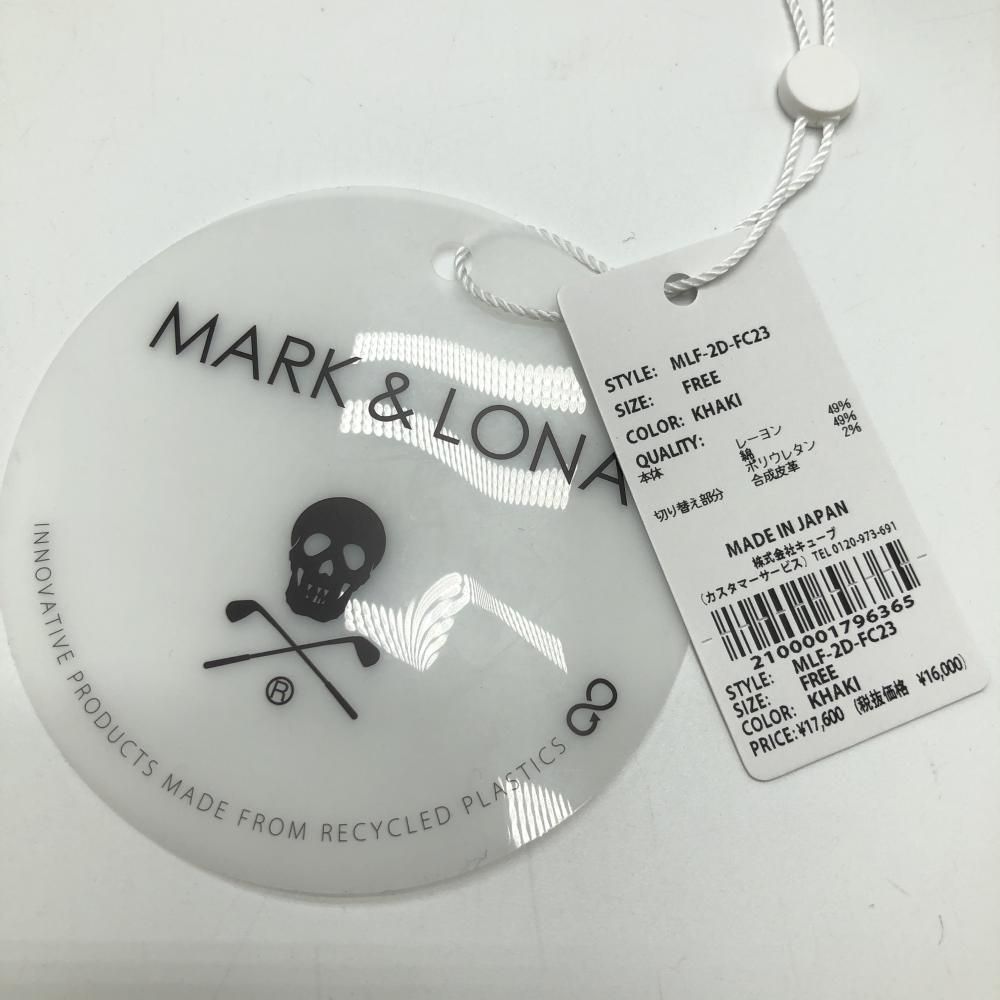 MARK & LONA
®
INNOVATIVE PRODUCTS MADE FROM RECYCLED PLASTICS
STYLE: MLF-2D-FC23
SIZE: FREE
COLOR: KHAKI
QUALITY:
本体 レーヨン 49%
綿 49%
ポリウレタン 2%
切り替え部分 合成皮革
MADE IN JAPAN
株式会社キューブ
(カスタマーサービス) TEL 0120-973-691
2100001796365
STYLE: MLF-2D-FC23
SIZE: FREE
COLOR: KHAKI
PRICE: ¥17,600 (税抜価格 ¥16,000)